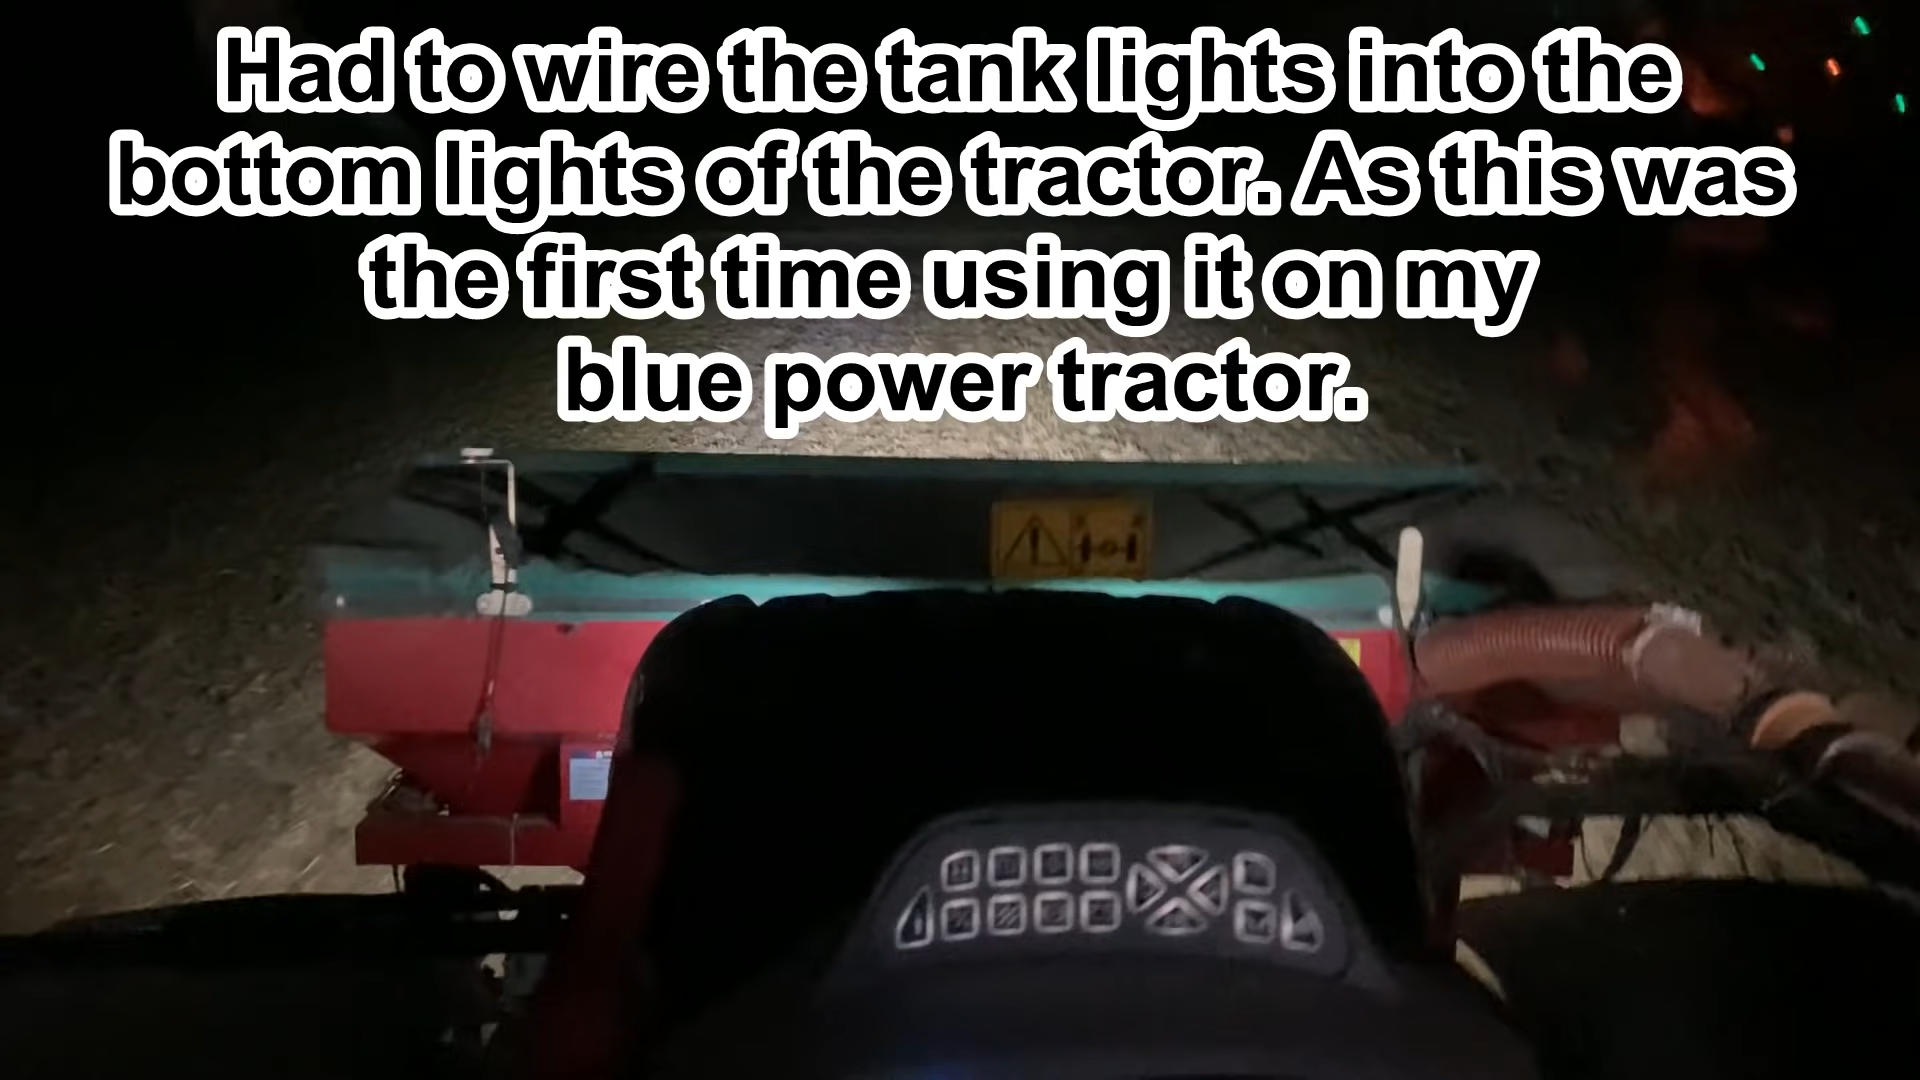 Had to wire the tank lights into the
bottom lights of the tractor. As this was
the first time using it on my
blue power tractor.